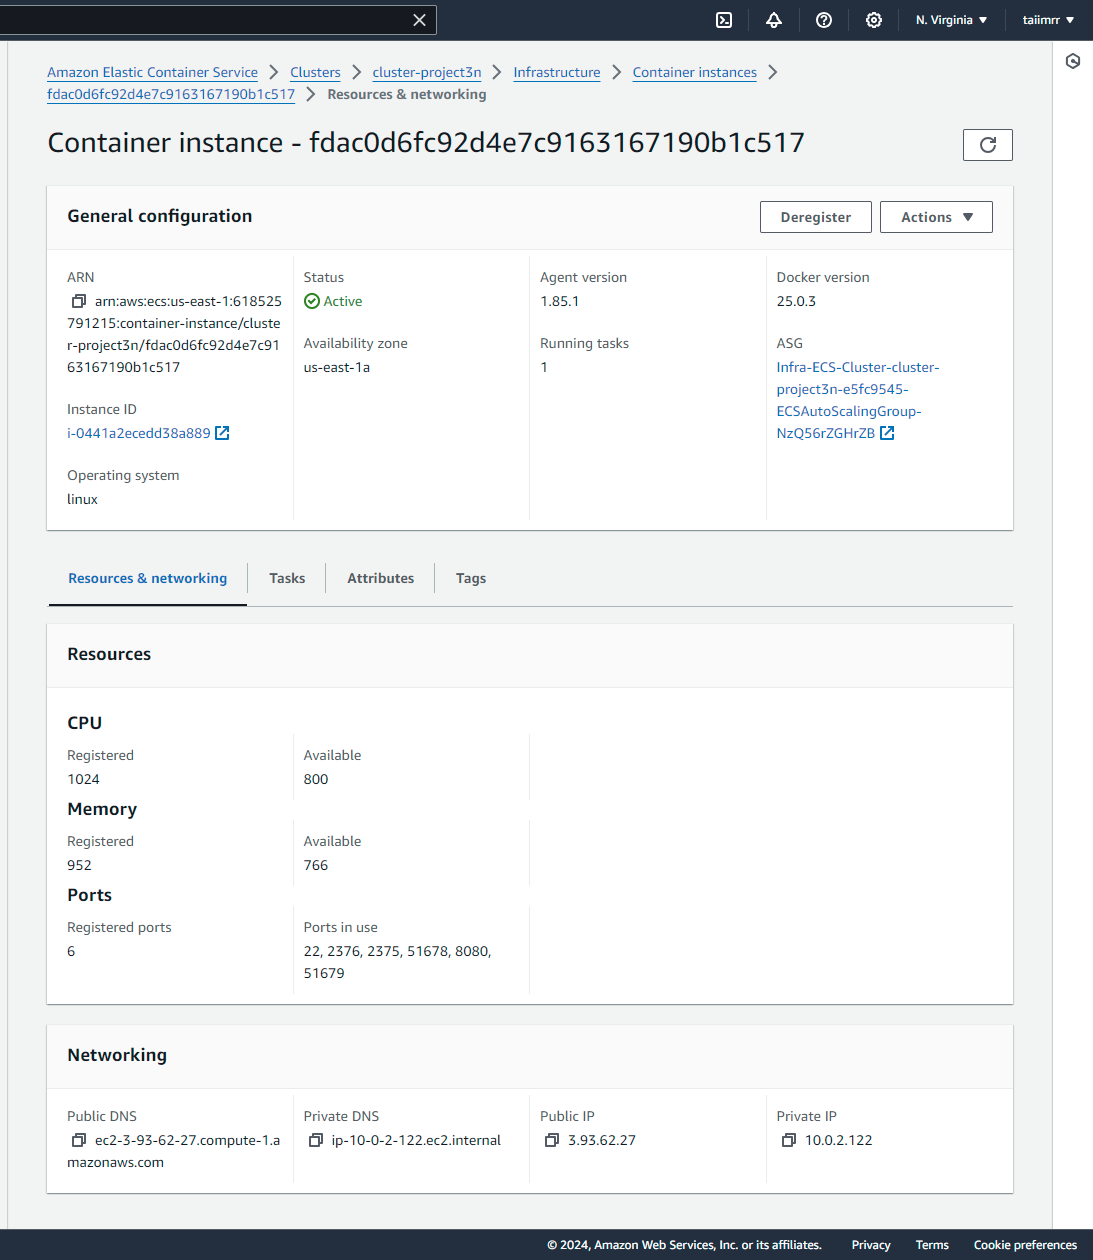 N. Virginia
taiimrr
Amazon Elastic Container Service
Clusters
cluster-project3n
Infrastructure
Container instances
fdac0d6fc92d4e7c9163167190b1c517
Resources & networking
Container instance - fdac0d6fc92d4e7c9163167190b1c517
General configuration
Deregister
Actions
ARN
arn:aws:ecs:us-east-1:618525
791215:container-instance/cluste
r-project3n/fdac0d6fc92d4e7c91
63167190b1c517
Instance ID
i-0441a2ecedd38a889
Operating system
linux
Status
Active
Availability zone
us-east-1a
Agent version
1.85.1
Running tasks
1
Docker version
25.0.3
ASG
Infra-ECS-Cluster-cluster-
project3n-e5fc9545-
ECSAutoScalingGroup-
NzQ56rZGHrZB
Resources & networking
Tasks
Attributes
Tags
Resources
CPU
Registered
1024
Available
800
Memory
Registered
952
Available
766
Ports
Registered ports
6
Ports in use
22, 2376, 2375, 51678, 8080,
51679
Networking
Public DNS
ec2-3-93-62-27.compute-1.a
mazonaws.com
Private DNS
ip-10-0-2-122.ec2.internal
Public IP
3.93.62.27
Private IP
10.0.2.122
© 2024, Amazon Web Services, Inc. or its affiliates.
Privacy
Terms
Cookie preferences